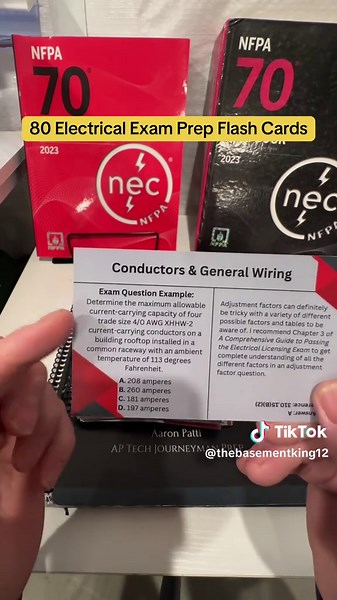 NFPA
70®
2023
nec
NFPA
NFPA
70®
2023
nec
NFPA
80 Electrical Exam Prep Flash Cards
Conductors & General Wiring
Exam Question Example:
Determine the maximum allowable
current-carrying capacity of four
trade size 4/0 AWG XHHW-2
current-carrying conductors on a
building rooftop installed in a
common raceway with an ambient
temperature of 113 degrees
Fahrenheit.
A. 208 amperes
B. 260 amperes
C. 181 amperes
D. 197 amperes
Adjustment factors can definitely
be tricky with a variety of different
possible factors and tables to be
aware of. I recommend Chapter 3 of
A Comprehensive Guide to Passing
the Electrical Licensing Exam to get
complete understanding of all the
different factors in an adjustment
factor question.
Answer: A
TikTok
@thebasementking12
Aaron Patti
AP Tech Journeyman Prep